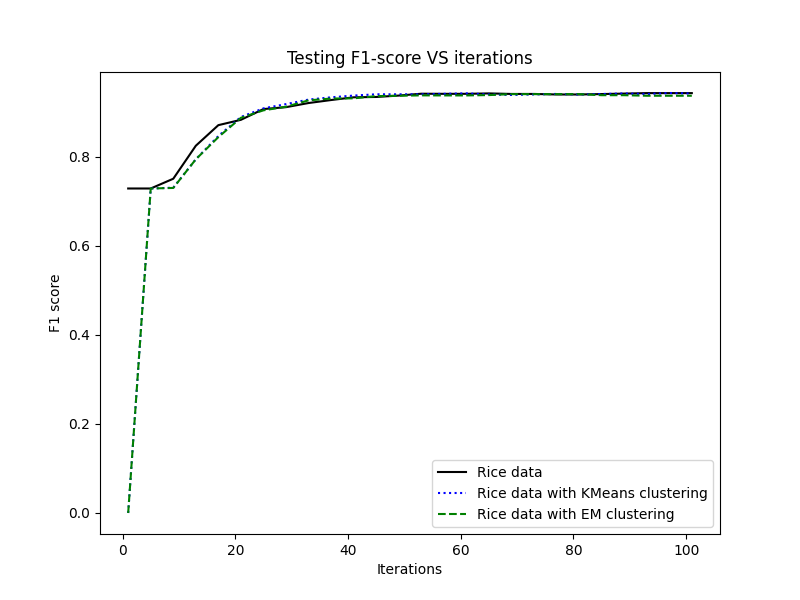 Testing F1-score VS iterations
F1 score
0.8
0.6
0.4
0.2
0.0
Rice data
Rice data with KMeans clustering
Rice data with EM clustering
0 20 40 60 80 100
Iterations